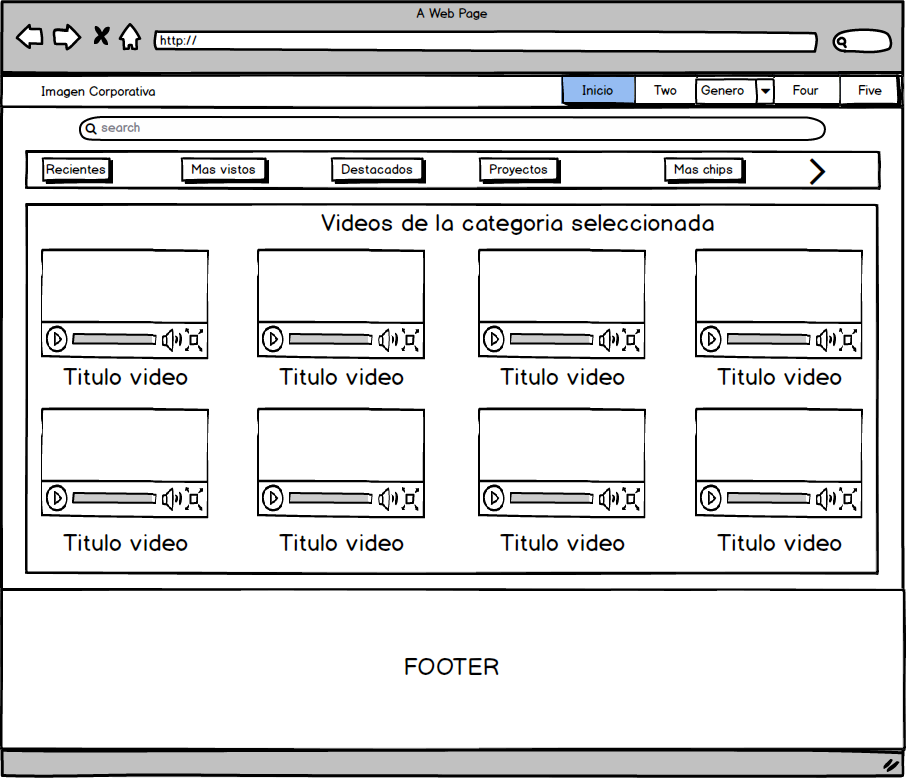 A Web Page
http://
Imagen Corporativa Inicio Two Genero Four Five
search
Recientes Mas vistos Destacados Proyectos Mas chips
Videos de la categoria seleccionada
Titulo video Titulo video Titulo video Titulo video
Titulo video Titulo video Titulo video Titulo video
FOOTER